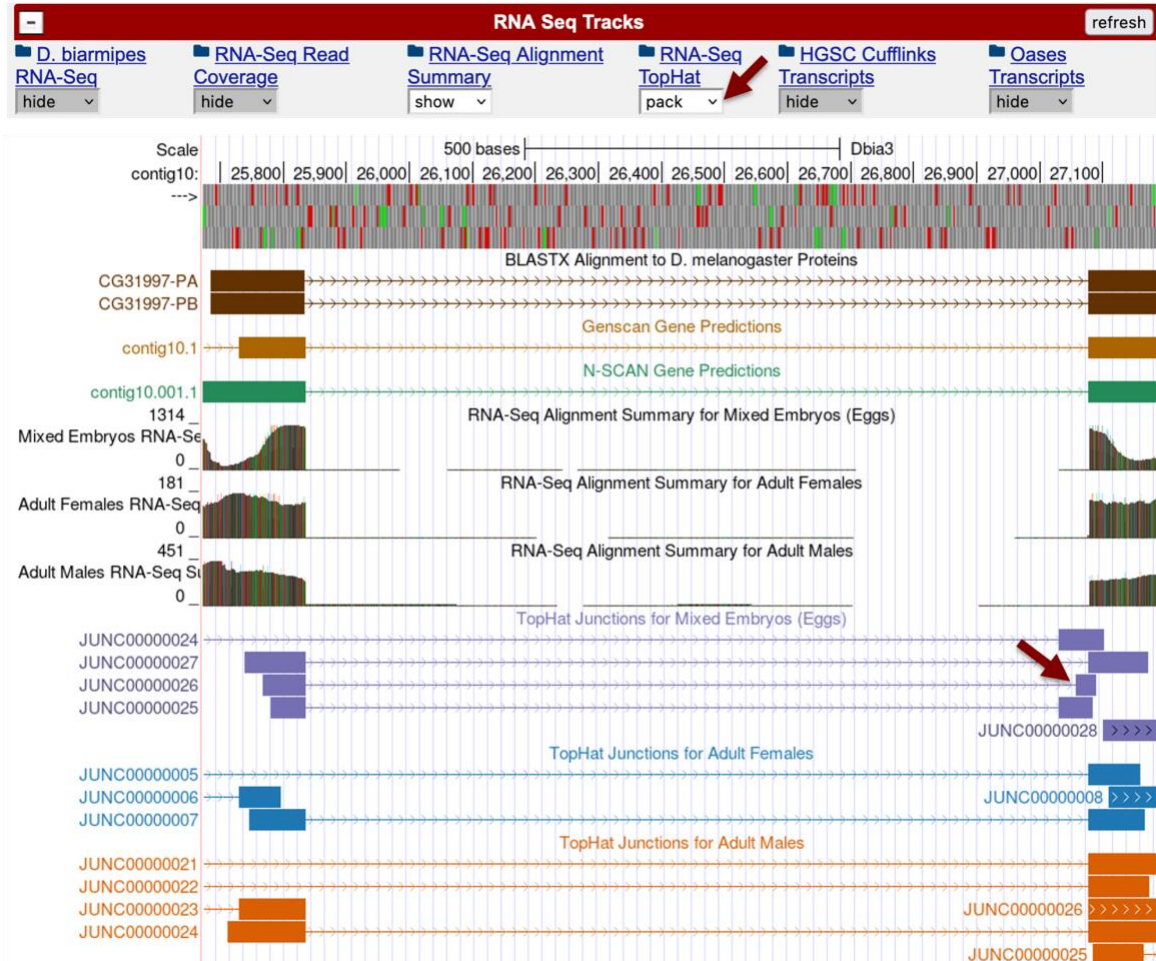 -
RNA Seq Tracks
refresh
D. biarmipes
RNA-Seq
hide
RNA-Seq Read
Coverage
hide
RNA-Seq Alignment
Summary
show
RNA-Seq
TopHat
pack
HGSC Cufflinks
Transcripts
hide
Oases
Transcripts
hide
Scale
500 bases
Dbia3
contig10:
25,800
25,900
26,000
26,100
26,200
26,300
26,400
26,500
26,600
26,700
26,800
26,900
27,000
27,100
--->
BLASTX Alignment to D. melanogaster Proteins
CG31997-PA
CG31997-PB
Genscan Gene Predictions
contig10.1
N-SCAN Gene Predictions
contig10.001.1
RNA-Seq Alignment Summary for Mixed Embryos (Eggs)
1314
Mixed Embryos RNA-Se
0
RNA-Seq Alignment Summary for Adult Females
181
Adult Females RNA-Seq
0
RNA-Seq Alignment Summary for Adult Males
451
Adult Males RNA-Seq Su
0
TopHat Junctions for Mixed Embryos (Eggs)
JUNC00000024
JUNC00000027
JUNC00000026
JUNC00000025
JUNC00000028
TopHat Junctions for Adult Females
JUNC00000005
JUNC00000006
JUNC00000008
JUNC00000007
TopHat Junctions for Adult Males
JUNC00000021
JUNC00000022
JUNC00000023
JUNC00000026
JUNC00000024
JUNC00000025